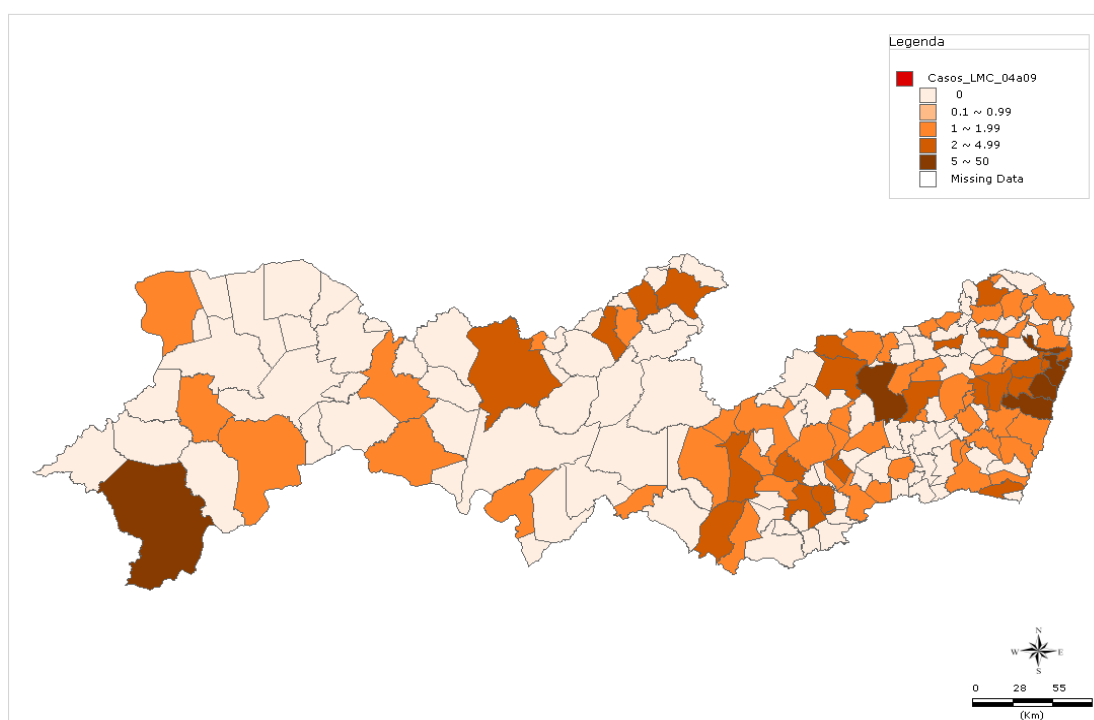 Legenda
Casos_LMC_04a09
0
0.1 ~ 0.99
1 ~ 1.99
2 ~ 4.99
5 ~ 50
Missing Data
N
W E
S
0 28 55
(Km)